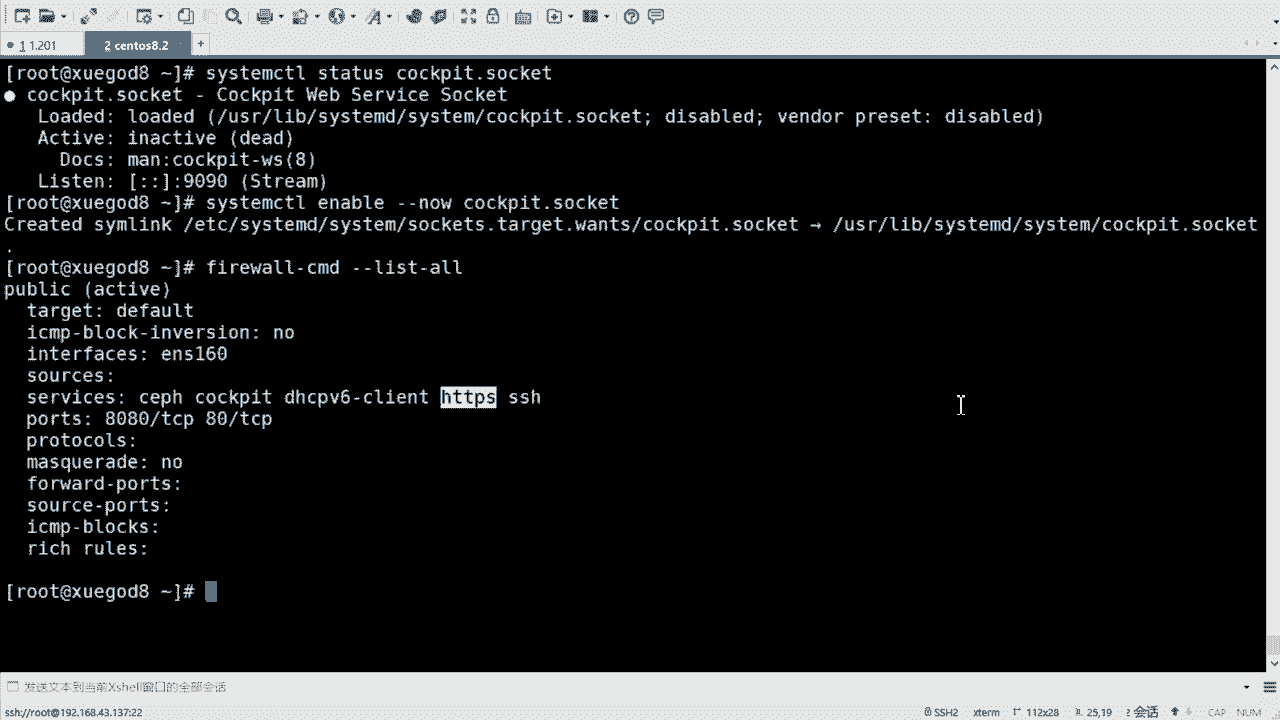 1 1.201
2 centos8.2
[root@xuegod8 ~]# systemctl status cockpit.socket
● cockpit.socket - Cockpit Web Service Socket
Loaded: loaded (/usr/lib/systemd/system/cockpit.socket; disabled; vendor preset: disabled)
Active: inactive (dead)
Docs: man:cockpit-ws(8)
Listen: [::]:9090 (Stream)
[root@xuegod8 ~]# systemctl enable --now cockpit.socket
Created symlink /etc/systemd/system/sockets.target.wants/cockpit.socket → /usr/lib/systemd/system/cockpit.socket
.
[root@xuegod8 ~]# firewall-cmd --list-all
public (active)
target: default
icmp-block-inversion: no
interfaces: ens160
sources:
services: ceph cockpit dhcpv6-client https ssh
ports: 8080/tcp 80/tcp
protocols:
masquerade: no
forward-ports:
source-ports:
icmp-blocks:
rich rules:
[root@xuegod8 ~]#
发送文本到当前Xshell窗口的全部会话
ssh://root@192.168.43.137:22 SSH2 xterm 112x28 25,19 2 会话 CAP NUM